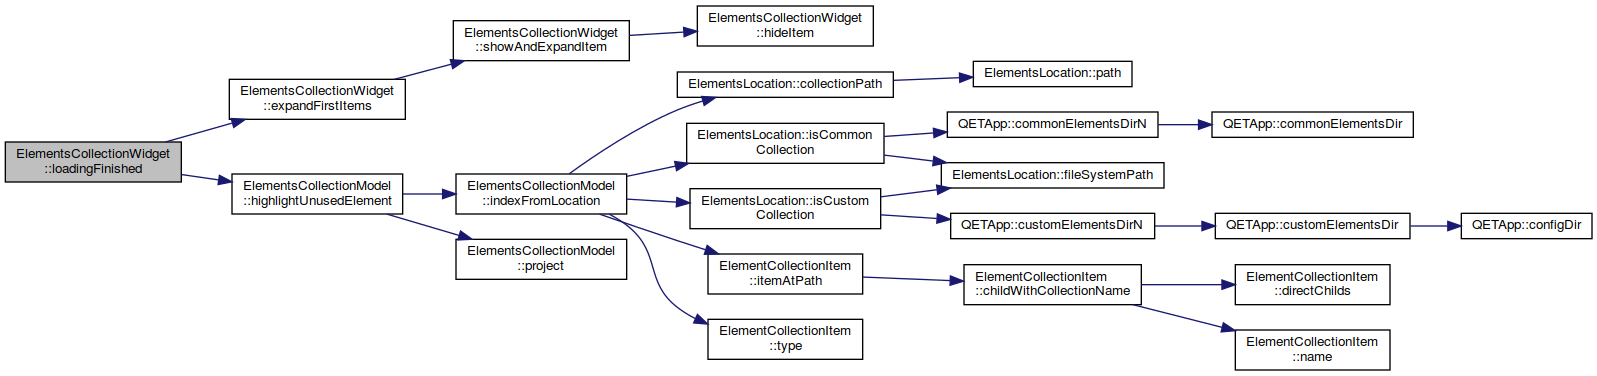 ElementsCollectionWidget
::loadingFinished
ElementsCollectionWidget
::expandFirstItems
ElementsCollectionWidget
::showAndExpandItem
ElementsCollectionWidget
::hideItem
ElementsCollectionModel
::highlightUnusedElement
ElementsCollectionModel
::indexFromLocation
ElementsCollectionModel
::project
ElementsLocation::collectionPath
ElementsLocation::path
ElementsLocation::isCommon
Collection
QETApp::commonElementsDirN
QETApp::commonElementsDir
ElementsLocation::fileSystemPath
ElementsLocation::isCustom
Collection
QETApp::customElementsDirN
QETApp::customElementsDir
QETApp::configDir
ElementCollectionItem
::itemAtPath
ElementCollectionItem
::childWithCollectionName
ElementCollectionItem
::directChilds
ElementCollectionItem
::name
ElementCollectionItem
::type